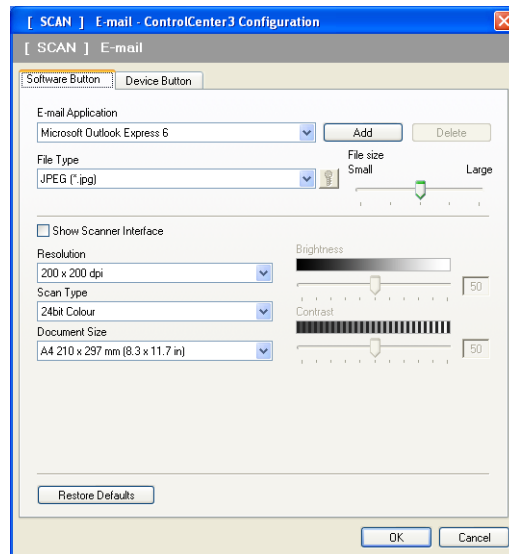 [ SCAN ]   E-mail - ControlCenter3 Configuration
[ SCAN ]   E-mail
Software Button   Device Button
E-mail Application
Microsoft Outlook Express 6   Add   Delete
File Type   File size
Small   Large
JPEG (*.jpg)
Show Scanner Interface
Resolution   Brightness
200 x 200 dpi   50
Scan Type   Contrast
24bit Colour
Document Size
A4 210 x 297 mm (8.3 x 11.7 in)   50
Restore Defaults
OK   Cancel